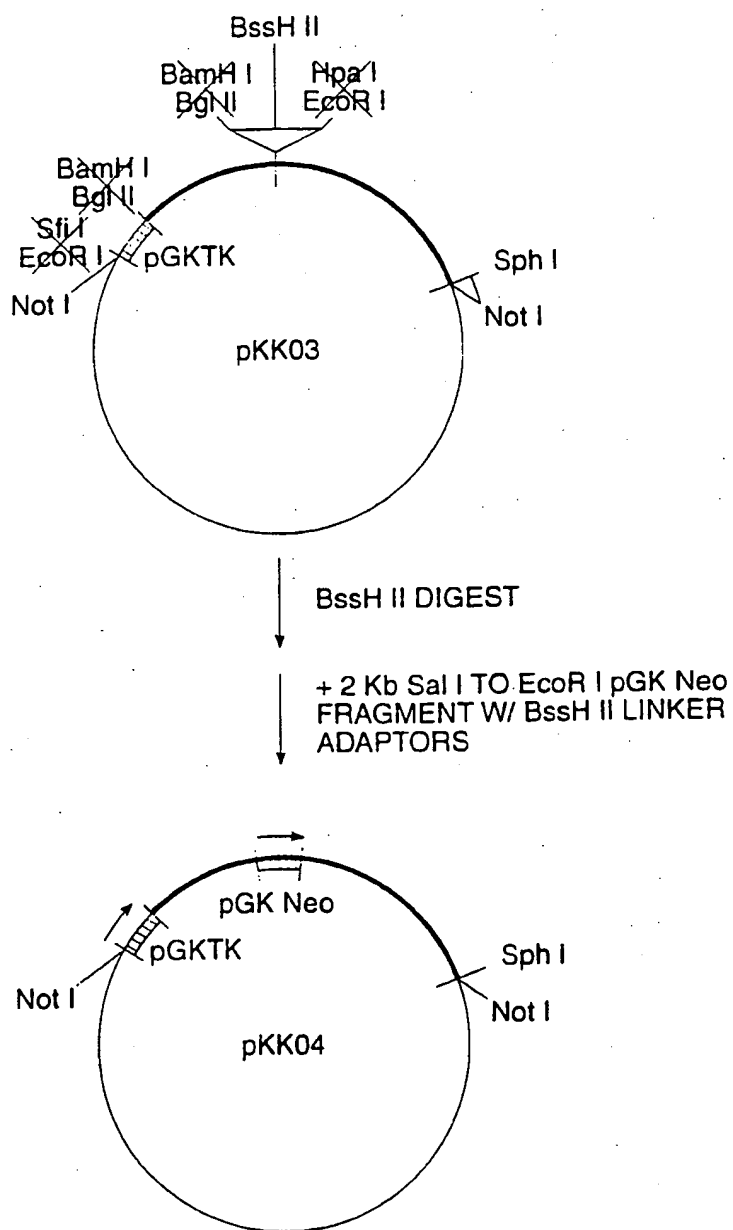 BssH II
BamH I
Bgl II
Hpa I
EcoR I
BamH I
Bgl II
Sfi I
EcoR I
pGKTK
Not I
Sph I
Not I
pKK03
BssH II DIGEST
+ 2 Kb Sal I TO EcoR I pGK Neo
FRAGMENT W/ BssH II LINKER
ADAPTORS
pGK Neo
pGKTK
Not I
Sph I
Not I
pKK04